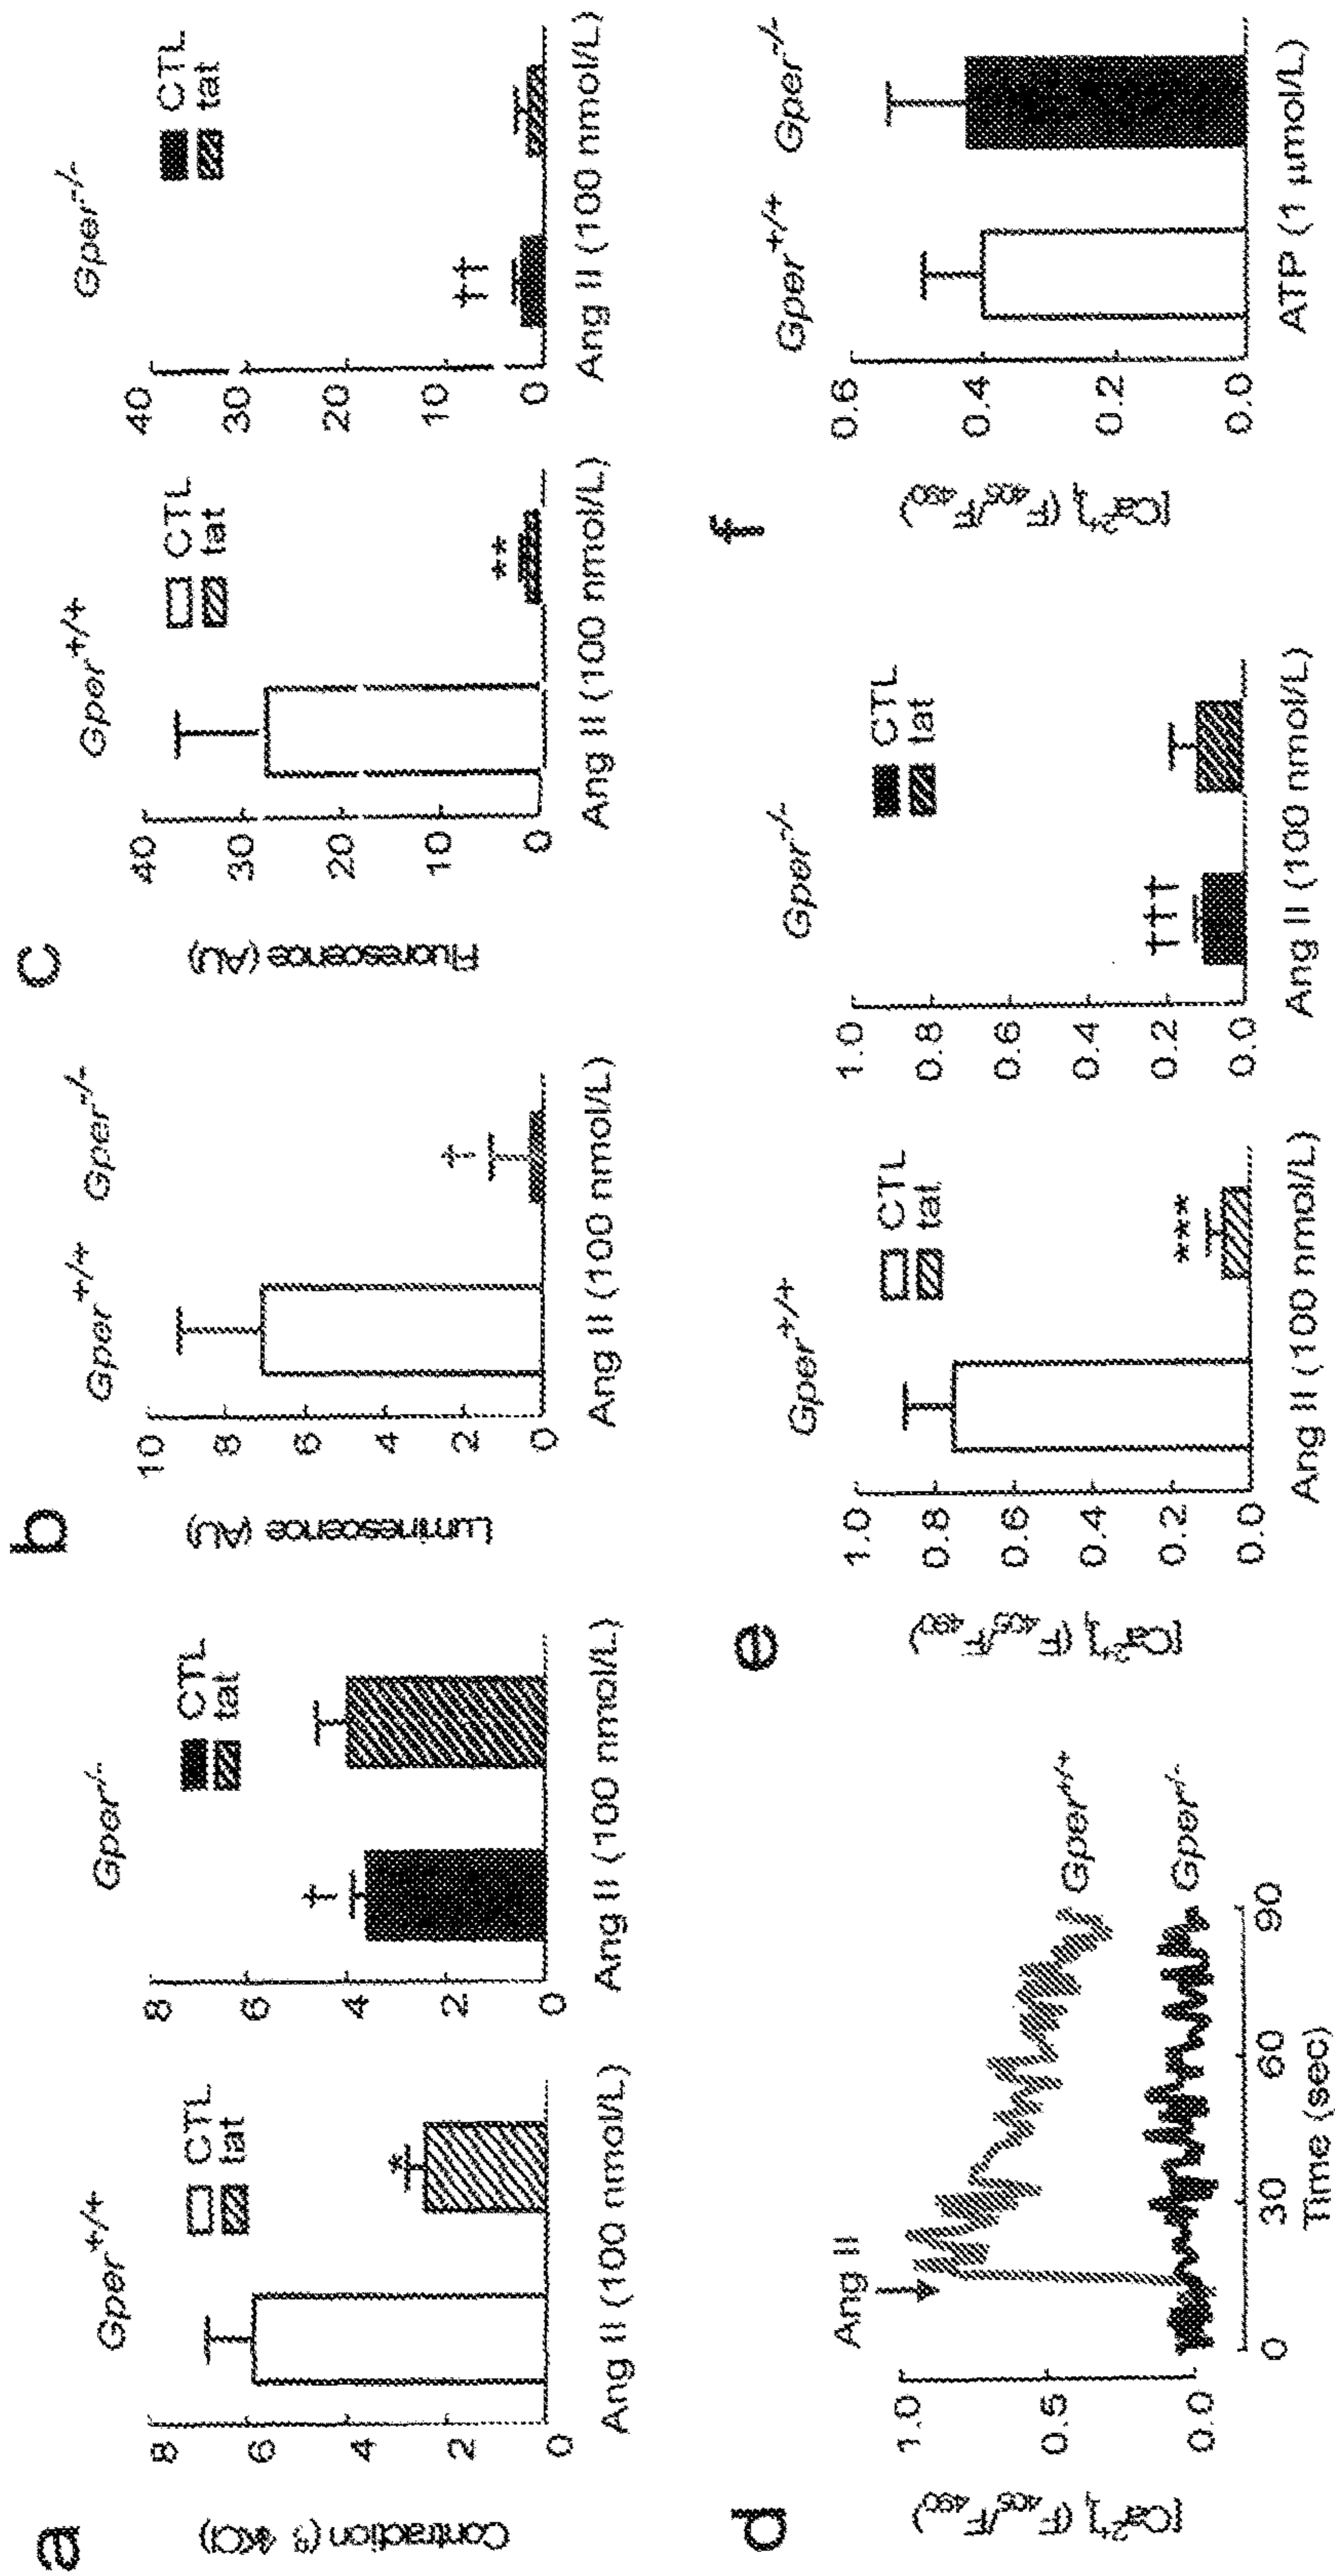 a
Contraction (% KCl)
8
6
4
2
0
Gper+/+
CTL
tat
*
Ang II (100 nmol/L)
8
6
4
2
0
Gper-/-
CTL
tat
†
Ang II (100 nmol/L)
b
Luminescence (AU)
10
8
6
4
2
0
Gper+/+
Gper-/-
†
Ang II (100 nmol/L)
c
Fluorescence (AU)
40
30
20
10
0
Gper+/+
CTL
tat
**
Ang II (100 nmol/L)
40
30
20
10
0
Gper-/-
CTL
tat
††
Ang II (100 nmol/L)
d
[Ca2+]i (F405/F490)
1.0
0.5
0.0
Ang II
Gper+/+
Gper-/-
0 30 60 90
Time (sec)
e
[Ca2+]i (F405/F490)
1.0
0.8
0.6
0.4
0.2
0.0
Gper+/+
CTL
tat
***
Ang II (100 nmol/L)
1.0
0.8
0.6
0.4
0.2
0.0
Gper-/-
CTL
tat
†††
Ang II (100 nmol/L)
f
[Ca2+]i (F405/F490)
0.6
0.4
0.2
0.0
Gper+/+
Gper-/-
ATP (1 µmol/L)